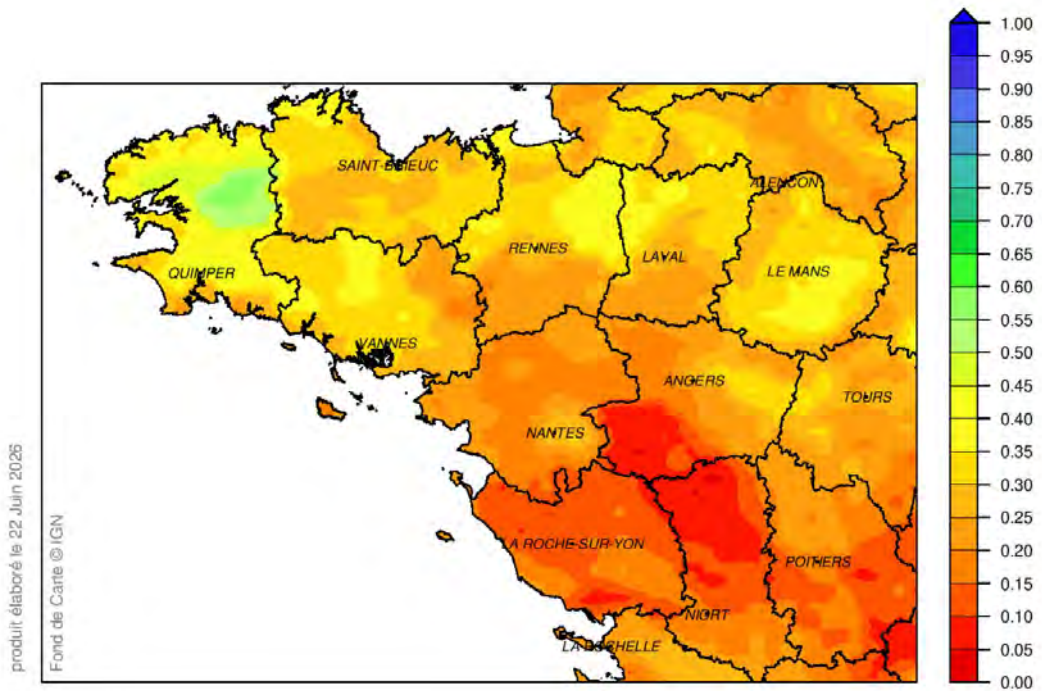 1.00
0.95
0.90
0.85
0.80
0.75
0.70
0.65
0.60
0.55
0.50
0.45
0.40
0.35
0.30
0.25
0.20
0.15
0.10
0.05
0.00
SAINT-BRIEUC
ALENCON
RENNES
LAVAL
QUIMPER
LE MANS
VANNES
ANGERS
TOURS
NANTES
LA ROCHE-SUR-YON
POITIERS
NIORT
LA ROCHELLE
produit élaboré le 22 Juin 2026
Fond de Carte © IGN